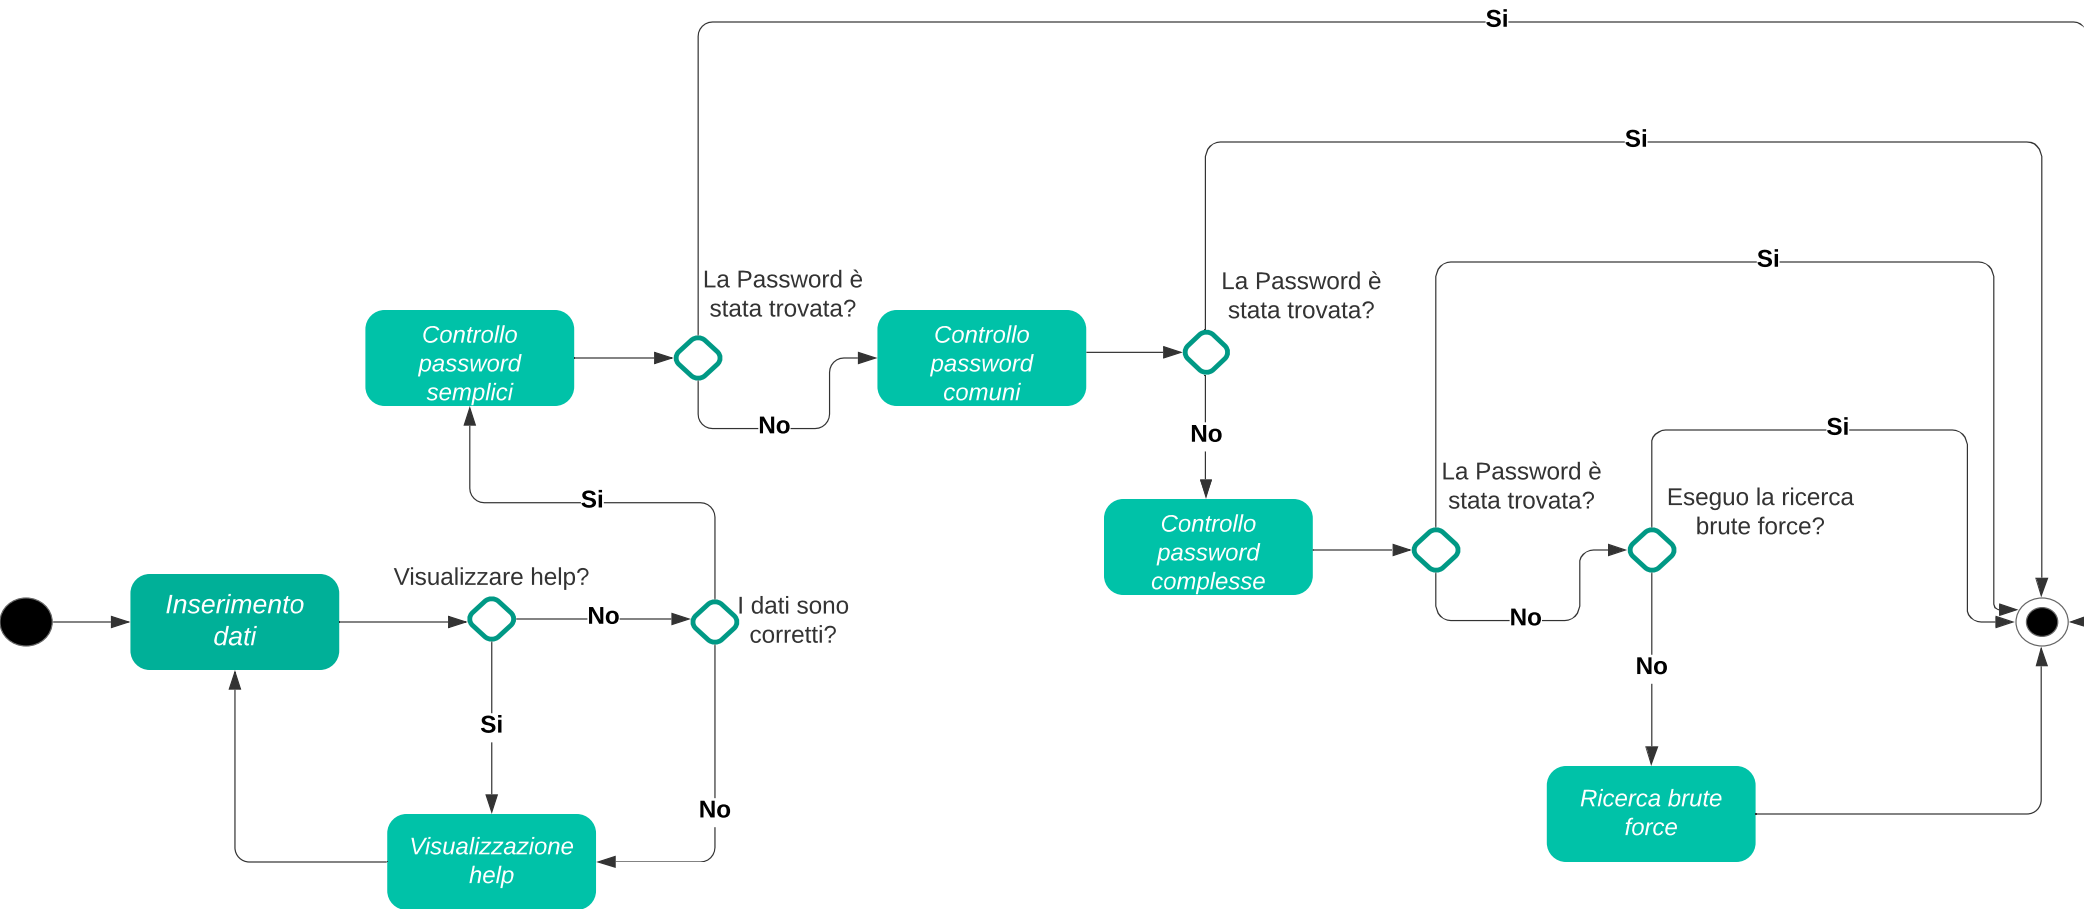 Si
Si
Si
La Password è
stata trovata?
La Password è
stata trovata?
Controllo
password
semplici
Controllo
password
comuni
No
No
Si
La Password è
stata trovata?
Eseguo la ricerca
brute force?
Si
Controllo
password
complesse
Visualizzare help?
Inserimento
dati
No
I dati sono
corretti?
No
No
Si
No
Ricerca brute
force
Visualizzazione
help